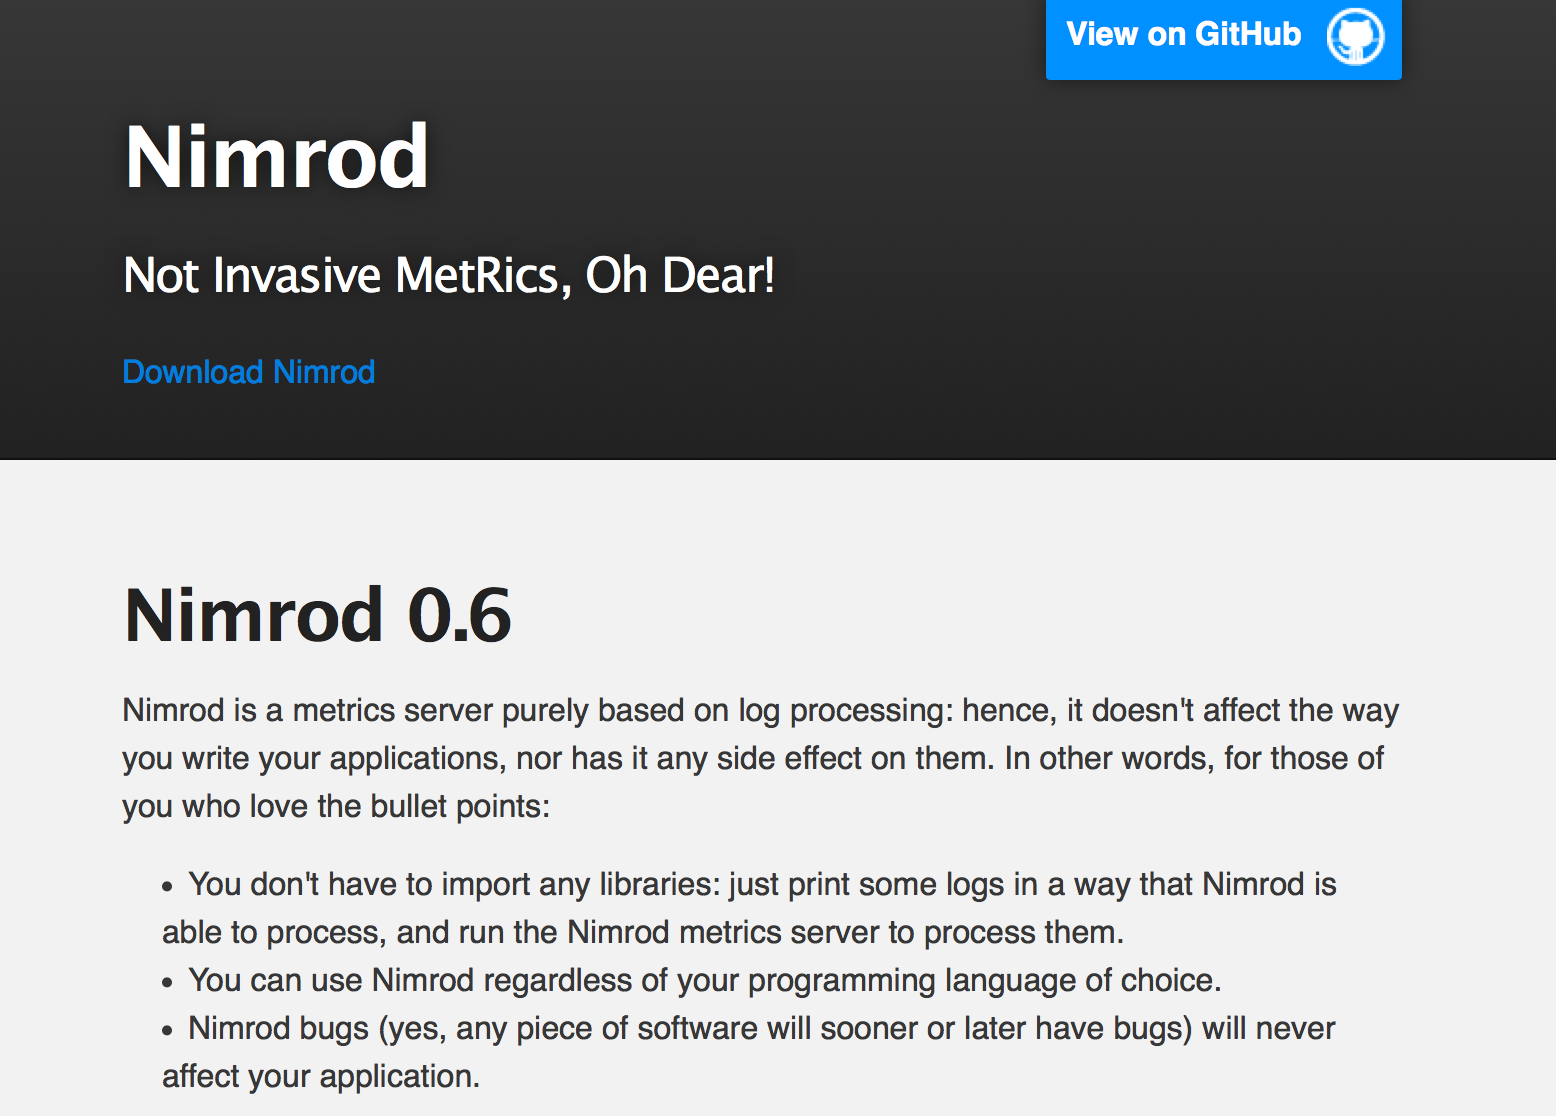 View on GitHub
Nimrod
Not Invasive MetRics, Oh Dear!
Download Nimrod
Nimrod 0.6
Nimrod is a metrics server purely based on log processing: hence, it doesn't affect the way
you write your applications, nor has it any side effect on them. In other words, for those of
you who love the bullet points:
• You don't have to import any libraries: just print some logs in a way that Nimrod is
able to process, and run the Nimrod metrics server to process them.
• You can use Nimrod regardless of your programming language of choice.
• Nimrod bugs (yes, any piece of software will sooner or later have bugs) will never
affect your application.